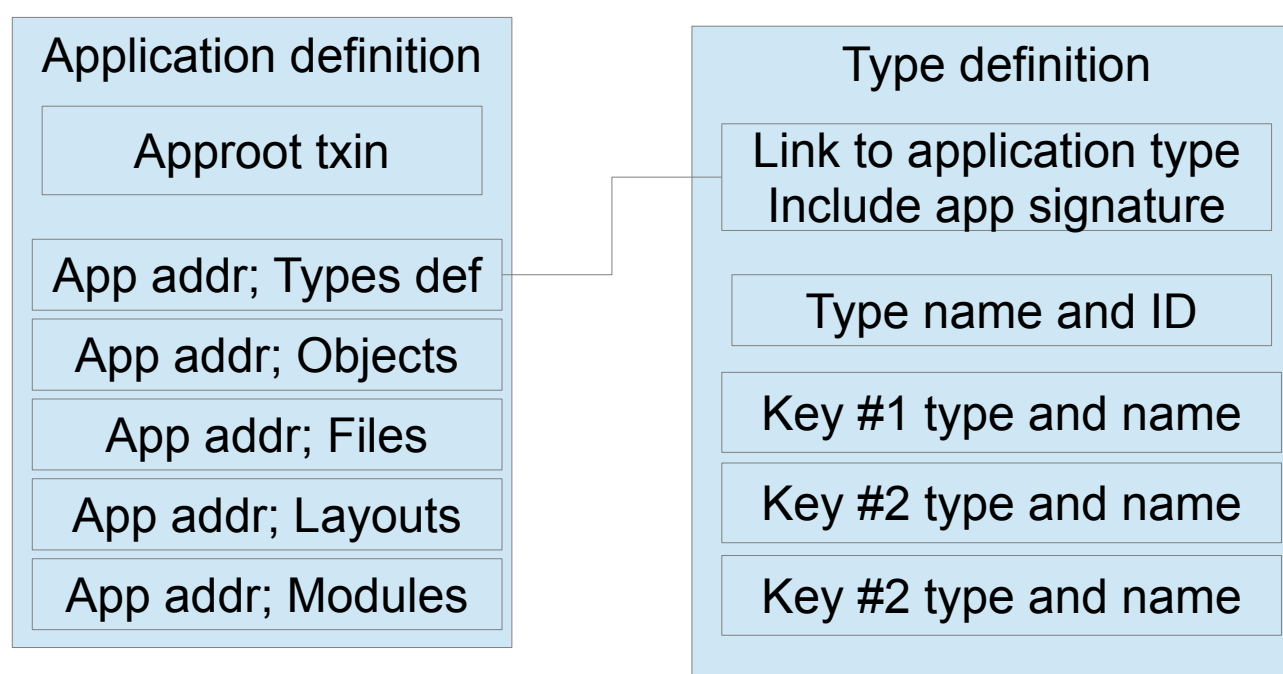 Application definition
Approot txin
App addr; Types def
App addr; Objects
App addr; Files
App addr; Layouts
App addr; Modules
Type definition
Link to application type
Include app signature
Type name and ID
Key #1 type and name
Key #2 type and name
Key #2 type and name